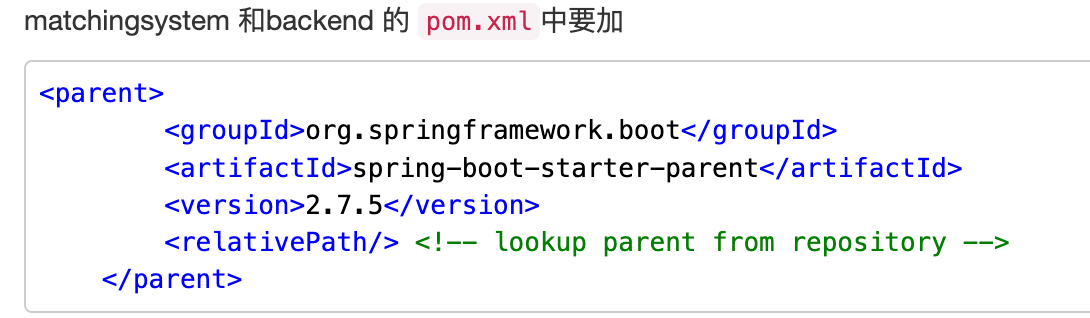 matchingsystem 和backend 的 pom.xml中要加
<parent>
        <groupId>org.springframework.boot</groupId>
        <artifactId>spring-boot-starter-parent</artifactId>
        <version>2.7.5</version>
        <relativePath/> <!-- lookup parent from repository -->
    </parent>